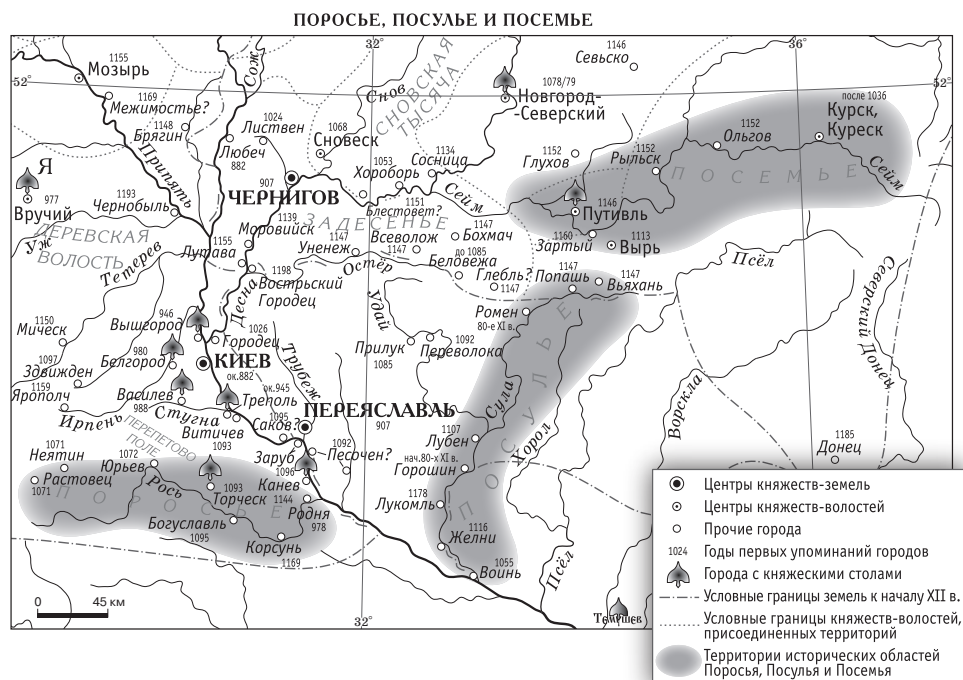 ПОРОСЬЕ, ПОСУЛЬЕ И ПОСЕМЬЕ
32°
36°
52°
52°
1155
Мозырь
1169
Межимостье?
1148
Брягин
Сож
Снов
СНОВСКАЯ
ТЫСЯЧА
1146
Севьско
1078/79
Новгород-
-Северский
после 1036
Курск,
Куреск
1024
Листвен
Любеч
882
1068
Сновеск
1053
Хороборь
1134
Сосница
Глухов
1152
1152
Рыльск
1152
Ольгов
ПОСЕМЬЕ
Сейм
Я
977
Вручий
Припять
1193
Чернобыль
907
ЧЕРНИГОВ
Сейм
1146
Путивль
1160
Зартый
1113
Вырь
Уж
ДЕРЕВСКАЯ
ВОЛОСТЬ
Тетерев
1139
Моровийск
ЗАДЕСЕНЬЕ
1151
Блестовет?
Всеволож
1147
1147
Уненеж
1147
Бохмач
до 1085
Беловежа
1155
Лутава
Остёр
1198
Вострьский
Городец
Десна
Глебль?
1147
1147
Попашь
1147
Вьяхань
Псёл
Северский Донец
Удай
Ромен
80-е XI в.
1150
Мическ
946
Вышгород
1026
Городец
1097
Здвижден
980
Белгород
КИЕВ
ок.882
Трубеж
Прилук
1085
1092
Переволока
1159
Ярополч
Василев
988
ок.945
Треполь
ПЕРЕЯСЛАВЛЬ
907
Ирпень
Стугна
Витичев
1095
Саков?
Сула
ПОСУЛЬЕ
Хорол
Ворскла
1107
Лубен
нач.80-х XI в.
Горошин
1185
Донец
ПЕРЕПЕТОВО
ПОЛЕ
1071
Неятин
1072
Юрьев
1093
Заруб
1096
1092
Песочен?
Растовец
1071
ПОРОСЬЕ
Рось
1093
Торческ
Канев
1144
Родня
978
Богуславль
1095
Корсунь
1169
1178
Лукомль
1116
Желни
1055
Воинь
Псёл
0 45 км
32°
Центры княжеств-земель
Центры княжеств-волостей
Прочие города
1024 Годы первых упоминаний городов
Города с княжескими столами
Условные границы земель к началу XII в.
Условные границы княжеств-волостей,
присоединенных территорий
Территории исторических областей
Поросья, Посулья и Посемья